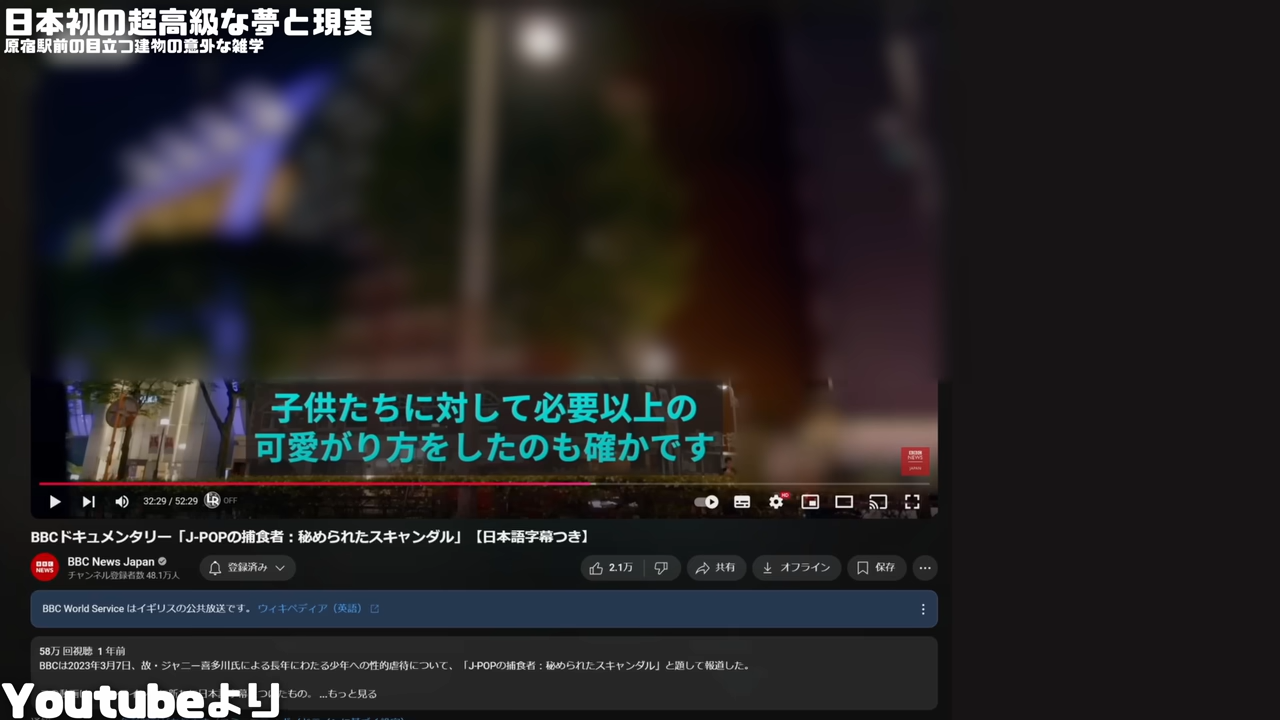 日本初の超高級な夢と現実
原宿駅前の目立つ建物の意外な雑学
子供たちに対して必要以上の
可愛がり方をしたのも確かです
BBC
NEWS
32:29 / 52:29
OFF
HD
BBCドキュメンタリー「J-POPの捕食者：秘められたスキャンダル」【日本語字幕つき】
BBC
NEWS
BBC News Japan
チャンネル登録者数 48.1万人
登録済み
2.1万
共有
オフライン
保存
BBC World Service はイギリスの公共放送です。 ウィキペディア（英語）
58万 回視聴 1 年前
BBCは2023年3月7日、故・ジャニー喜多川氏による長年にわたる少年への性的虐待について、「J-POPの捕食者：秘められたスキャンダル」と題して報道した。
たもの。 ...もっと見る
Youtubeより